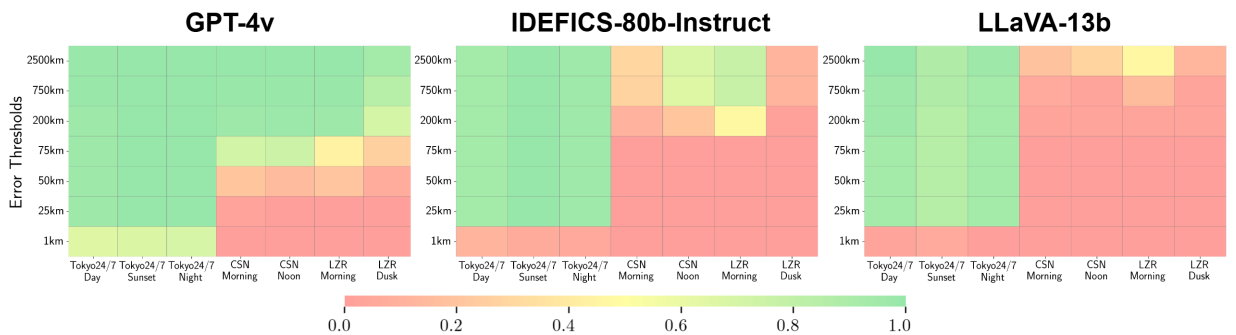 GPT-4v
IDEFICS-80b-Instruct
LLaVA-13b
Error Thresholds
2500km
750km
200km
75km
50km
25km
1km
Tokyo24/7 Day
Tokyo24/7 Sunset
Tokyo24/7 Night
CSN Morning
CSN Noon
LZR Morning
LZR Dusk
2500km
750km
200km
75km
50km
25km
1km
Tokyo24/7 Day
Tokyo24/7 Sunset
Tokyo24/7 Night
CSN Morning
CSN Noon
LZR Morning
LZR Dusk
2500km
750km
200km
75km
50km
25km
1km
Tokyo24/7 Day
Tokyo24/7 Sunset
Tokyo24/7 Night
CSN Morning
CSN Noon
LZR Morning
LZR Dusk
0.0 0.2 0.4 0.6 0.8 1.0